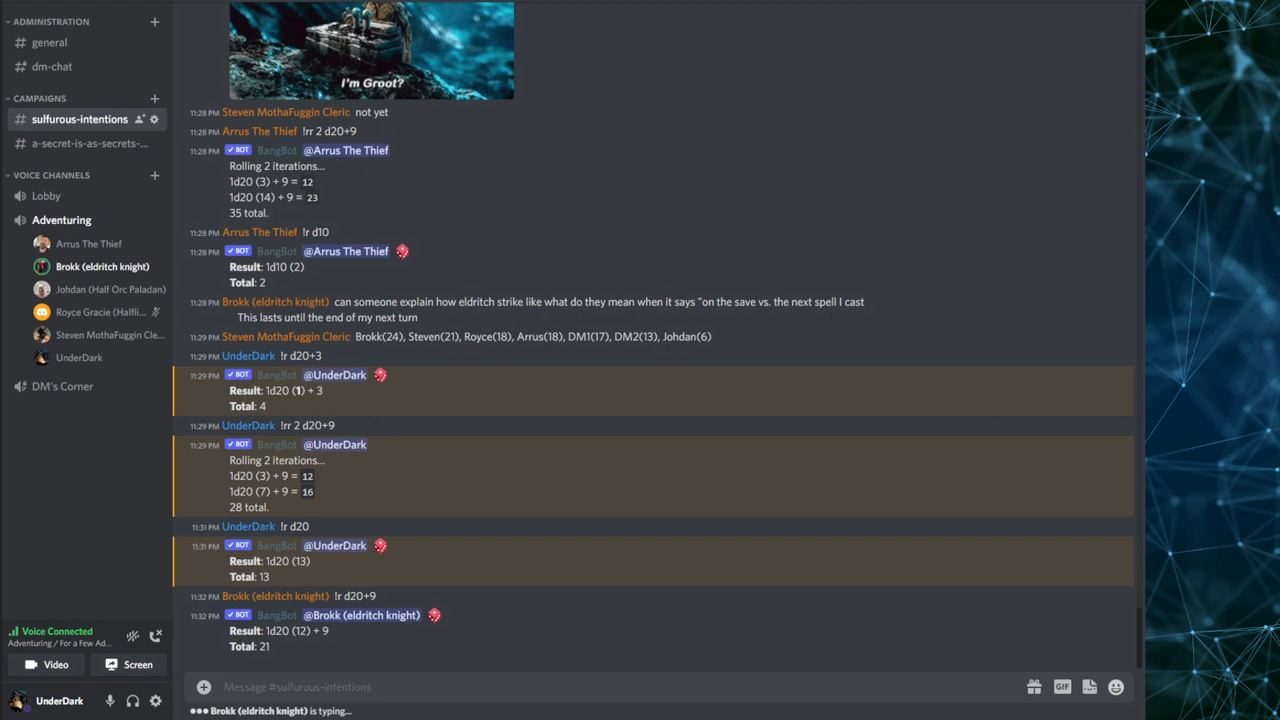 ADMINISTRATION
general
dm-chat
CAMPAIGNS
sulfurous-intentions
a-secret-is-as-secrets-...
VOICE CHANNELS
Lobby
Adventuring
Arrus The Thief
Brokk (eldritch knight)
Johdan (Half Orc Paladan)
Royce Gracie (Halfli...
Steven MothaFuggin Cle...
UnderDark
DM's Corner
Voice Connected
Adventuring / For a Few Ad...
Video
Screen
UnderDark
I'm Groot?
11:28 PM Steven MothaFuggin Cleric not yet
11:28 PM Arrus The Thief !rr 2 d20+9
11:28 PM BOT BangBot @Arrus The Thief
Rolling 2 iterations...
1d20 (3) + 9 = 12
1d20 (14) + 9 = 23
35 total.
11:28 PM Arrus The Thief !r d10
11:28 PM BOT BangBot @Arrus The Thief
Result: 1d10 (2)
Total: 2
11:28 PM Brokk (eldritch knight) can someone explain how eldritch strike like what do they mean when it says "on the save vs. the next spell I cast
This lasts until the end of my next turn
11:29 PM Steven MothaFuggin Cleric Brokk(24), Steven(21), Royce(18), Arrus(18), DM1(17), DM2(13), Johdan(6)
11:29 PM UnderDark !r d20+3
11:29 PM BOT BangBot @UnderDark
Result: 1d20 (1) + 3
Total: 4
11:29 PM UnderDark !rr 2 d20+9
11:29 PM BOT BangBot @UnderDark
Rolling 2 iterations...
1d20 (3) + 9 = 12
1d20 (7) + 9 = 16
28 total.
11:31 PM UnderDark !r d20
11:31 PM BOT BangBot @UnderDark
Result: 1d20 (13)
Total: 13
11:32 PM Brokk (eldritch knight) !r d20+9
11:32 PM BOT BangBot @Brokk (eldritch knight)
Result: 1d20 (12) + 9
Total: 21
Message #sulfurous-intentions
GIF
Brokk (eldritch knight) is typing...